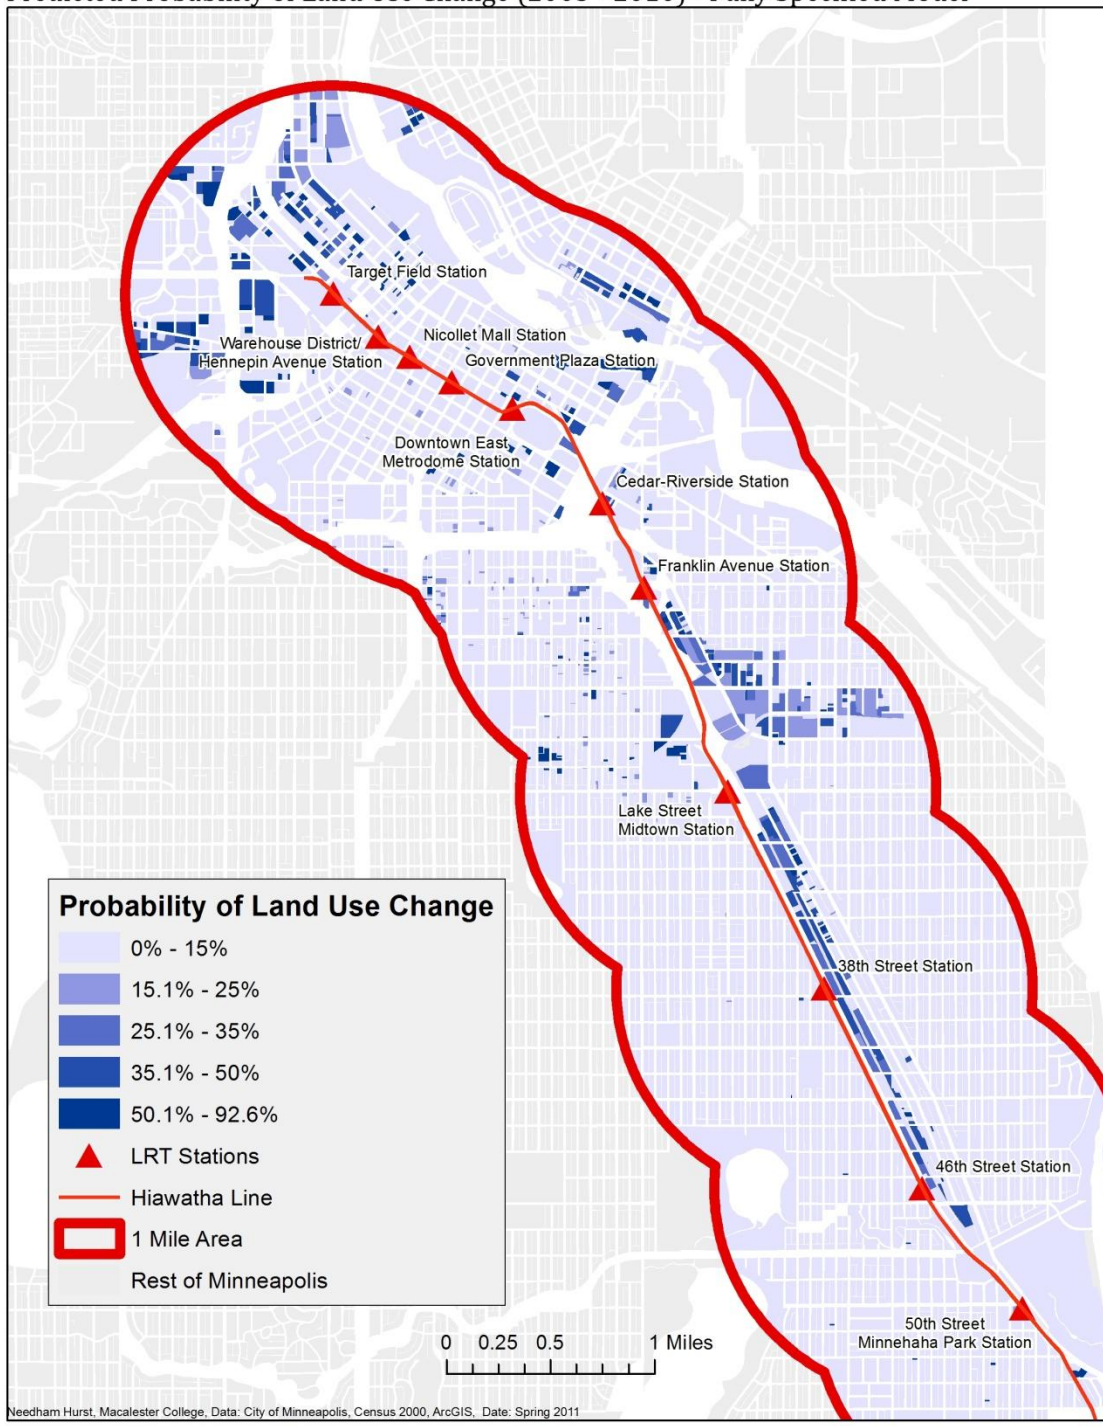 Target Field Station
Nicollet Mall Station
Warehouse District/
Hennepin Avenue Station
Government Plaza Station
Downtown East
Metrodome Station
Cedar-Riverside Station
Franklin Avenue Station
Lake Street
Midtown Station
38th Street Station
46th Street Station
50th Street
Minnehaha Park Station
Probability of Land Use Change
0% - 15%
15.1% - 25%
25.1% - 35%
35.1% - 50%
50.1% - 92.6%
LRT Stations
Hiawatha Line
1 Mile Area
Rest of Minneapolis
0 0.25 0.5 1 Miles
Needham Hurst, Macalester College, Data: City of Minneapolis, Census 2000, ArcGIS, Date: Spring 2011